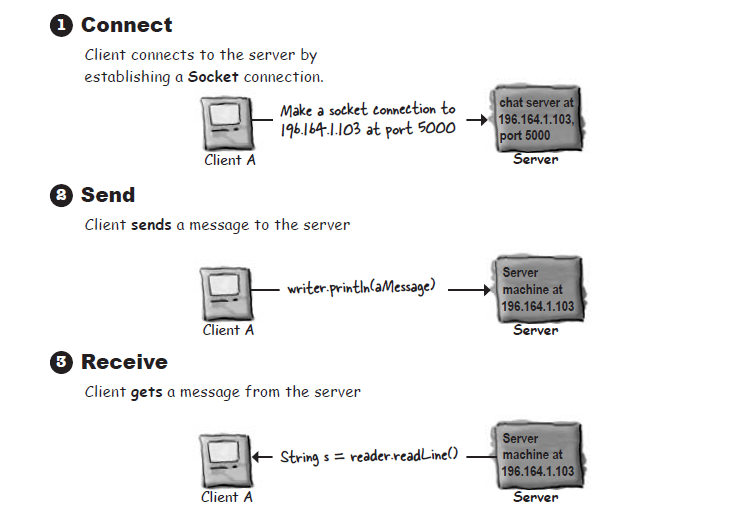 1 Connect
Client connects to the server by
establishing a Socket connection.
Make a socket connection to
196.164.1.103 at port 5000
chat server at
196.164.1.103,
port 5000
Client A
Server
2 Send
Client sends a message to the server
writer.println(aMessage)
Server
machine at
196.164.1.103
Client A
Server
3 Receive
Client gets a message from the server
String s = reader.readLine()
Server
machine at
196.164.1.103
Client A
Server